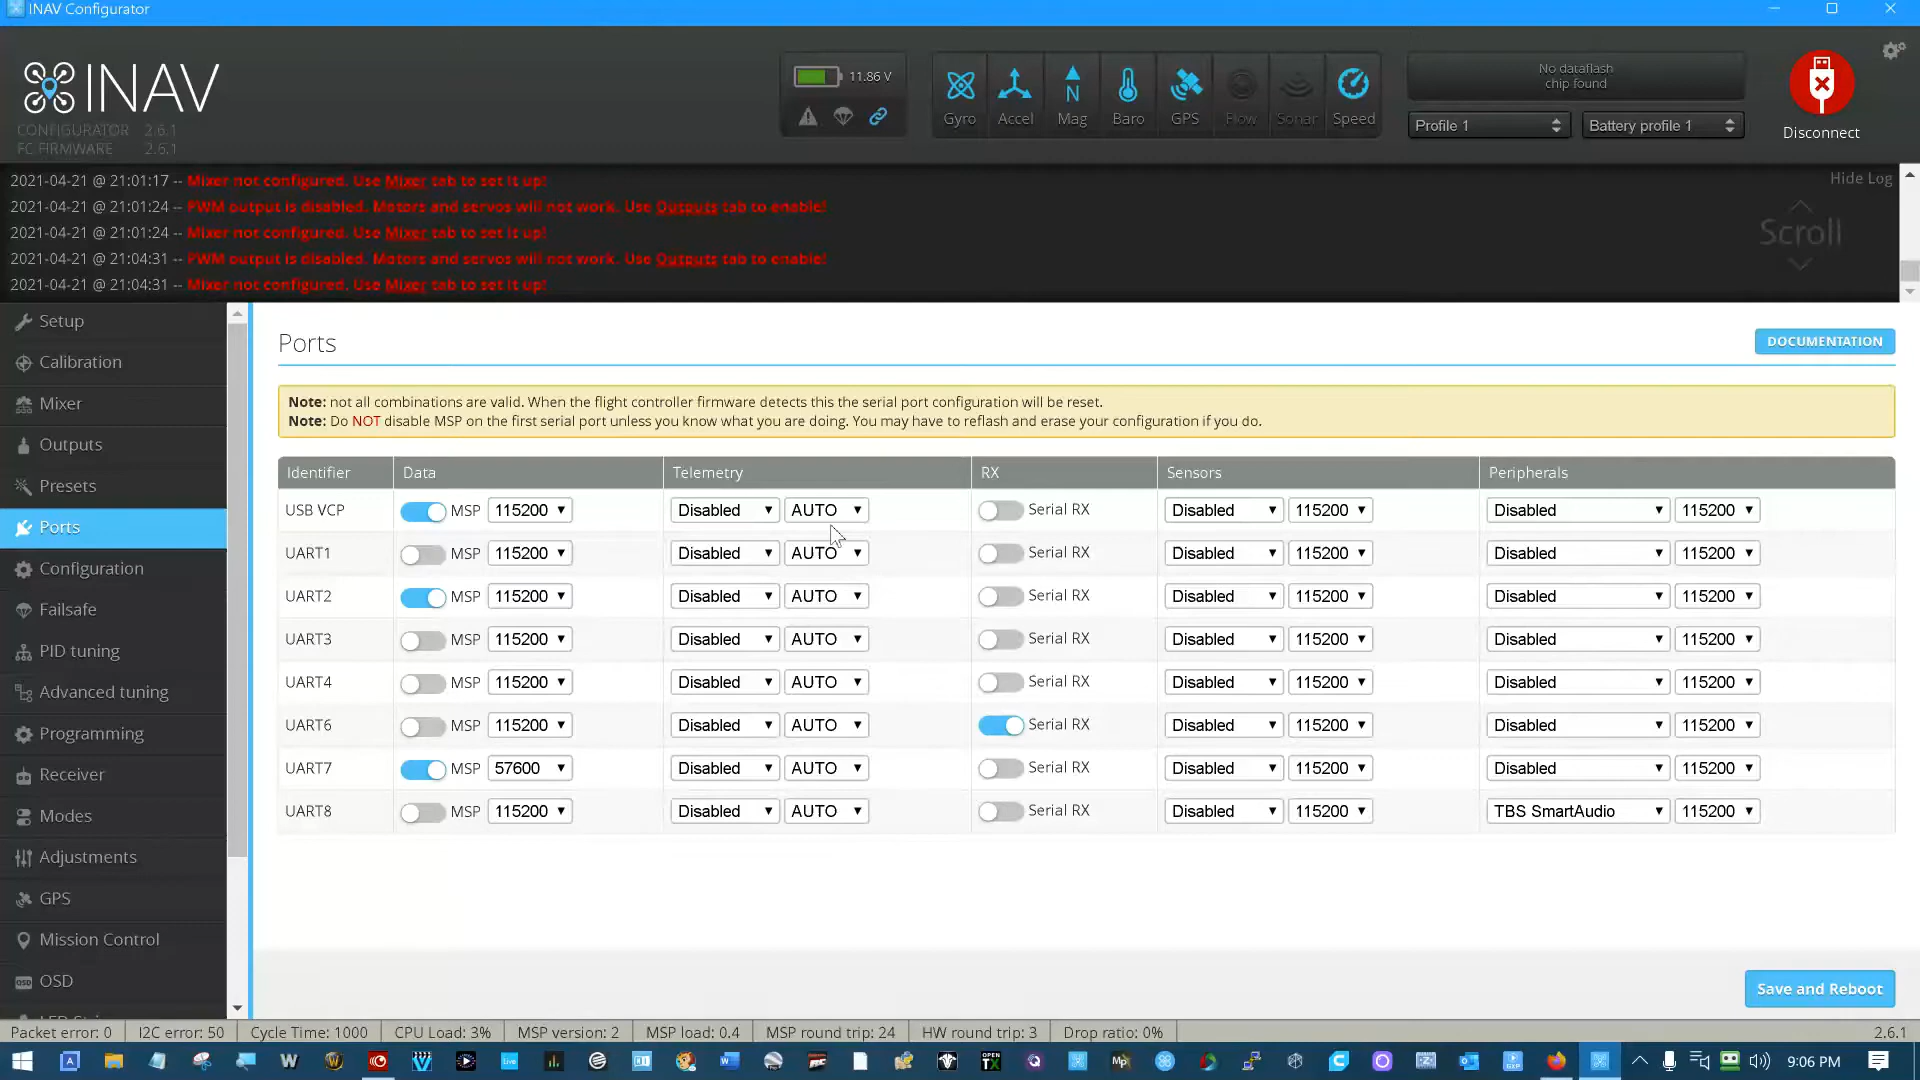 INAV Configurator
INAV
CONFIGURATOR 2.6.1
FC FIRMWARE 2.6.1
11.86 V
Gyro Accel Mag Baro GPS Flow Sonar Speed
No dataflash
chip found
Profile 1 Battery profile 1
Disconnect
2021-04-21 @ 21:01:17 -- Mixer not configured. Use Mixer tab to set it up!
2021-04-21 @ 21:01:24 -- PWM output is disabled. Motors and servos will not work. Use Outputs tab to enable!
2021-04-21 @ 21:01:24 -- Mixer not configured. Use Mixer tab to set it up!
2021-04-21 @ 21:04:31 -- PWM output is disabled. Motors and servos will not work. Use Outputs tab to enable!
2021-04-21 @ 21:04:31 -- Mixer not configured. Use Mixer tab to set it up!
Hide Log
Scroll
Setup
Calibration
Mixer
Outputs
Presets
Ports
Configuration
Failsafe
PID tuning
Advanced tuning
Programming
Receiver
Modes
Adjustments
GPS
Mission Control
OSD
Ports
DOCUMENTATION
Note: not all combinations are valid. When the flight controller firmware detects this the serial port configuration will be reset.
Note: Do NOT disable MSP on the first serial port unless you know what you are doing. You may have to reflash and erase your configuration if you do.
Identifier Data Telemetry RX Sensors Peripherals
USB VCP MSP 115200 Disabled AUTO Serial RX Disabled 115200 Disabled 115200
UART1 MSP 115200 Disabled AUTO Serial RX Disabled 115200 Disabled 115200
UART2 MSP 115200 Disabled AUTO Serial RX Disabled 115200 Disabled 115200
UART3 MSP 115200 Disabled AUTO Serial RX Disabled 115200 Disabled 115200
UART4 MSP 115200 Disabled AUTO Serial RX Disabled 115200 Disabled 115200
UART6 MSP 115200 Disabled AUTO Serial RX Disabled 115200 Disabled 115200
UART7 MSP 57600 Disabled AUTO Serial RX Disabled 115200 Disabled 115200
UART8 MSP 115200 Disabled AUTO Serial RX Disabled 115200 TBS SmartAudio 115200
Save and Reboot
Packet error: 0 I2C error: 50 Cycle Time: 1000 CPU Load: 3% MSP version: 2 MSP load: 0.4 MSP round trip: 24 HW round trip: 3 Drop ratio: 0% 2.6.1
9:06 PM